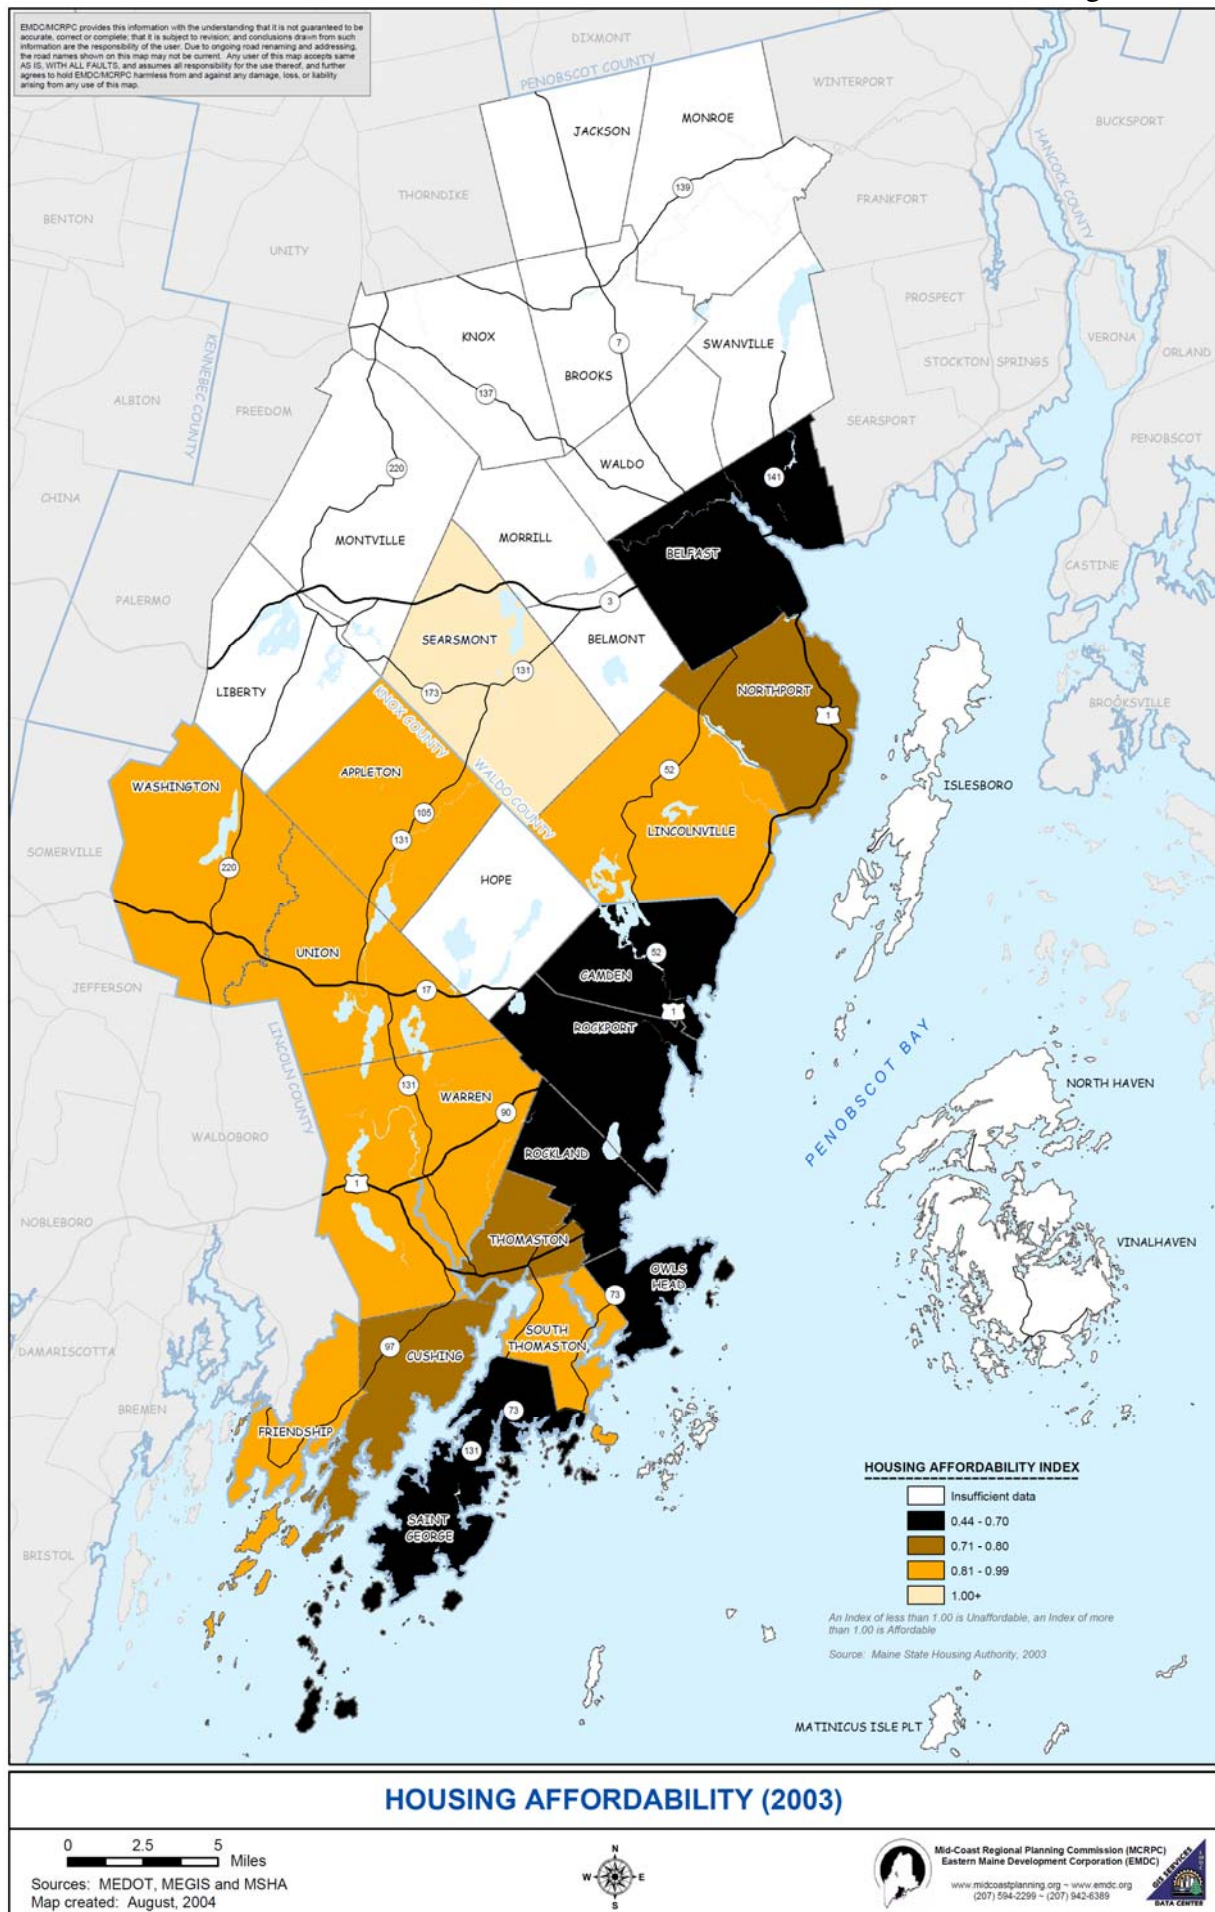 EMDC/MCRPC provides this information with the understanding that it is not guaranteed to be
accurate, correct or complete; that it is subject to revision; and conclusions drawn from such
information are the responsibility of the user. Due to ongoing road renaming and addressing,
the road names shown on this map may not be current. Any user of this map accepts same
AS IS, WITH ALL FAULTS, and assumes all responsibility for the use thereof, and further
agrees to hold EMDC/MCRPC harmless from and against any damage, loss, or liability
arising from any use of this map.
DIXMONT
PENOBSCOT COUNTY
WINTERPORT
BUCKSPORT
JACKSON
MONROE
HANCOCK COUNTY
139
THORNDIKE
FRANKFORT
BENTON
UNITY
PROSPECT
KNOX
7
SWANVILLE
VERONA
ORLAND
KENNEBEC COUNTY
BROOKS
STOCKTON SPRINGS
137
ALBION
FREEDOM
SEARSPORT
PENOBSCOT
220
WALDO
141
CHINA
MONTVILLE
MORRILL
BELFAST
CASTINE
PALERMO
3
SEARSMONT
BELMONT
131
LIBERTY
173
NORTHPORT
1
BROOKSVILLE
KNOX COUNTY
WALDO COUNTY
WASHINGTON
APPLETON
52
ISLESBORO
105
131
LINCOLNVILLE
SOMERVILLE
220
HOPE
UNION
52
CAMDEN
JEFFERSON
17
1
ROCKPORT
LINCOLN COUNTY
PENOBSCOT BAY
131
WARREN
90
NORTH HAVEN
WALDOBORO
ROCKLAND
1
NOBLEBORO
THOMASTON
VINALHAVEN
OWLS
HEAD
73
SOUTH
THOMASTON
97
CUSHING
DAMARISCOTTA
BREMEN
73
FRIENDSHIP
131
SAINT
GEORGE
BRISTOL
HOUSING AFFORDABILITY INDEX
Insufficient data
0.44 - 0.70
0.71 - 0.80
0.81 - 0.99
1.00+
An Index of less than 1.00 is Unaffordable, an Index of more
than 1.00 is Affordable
Source: Maine State Housing Authority, 2003
MATINICUS ISLE PLT
HOUSING AFFORDABILITY (2003)
0 2.5 5
Miles
Sources: MEDOT, MEGIS and MSHA
Map created: August, 2004
N
W E
S
Mid-Coast Regional Planning Commission (MCRPC)
Eastern Maine Development Corporation (EMDC)
www.midcoastplanning.org ~ www.emdc.org
(207) 594-2299 ~ (207) 942-6389
GIS SERVICES
EMDC
DATA CENTER